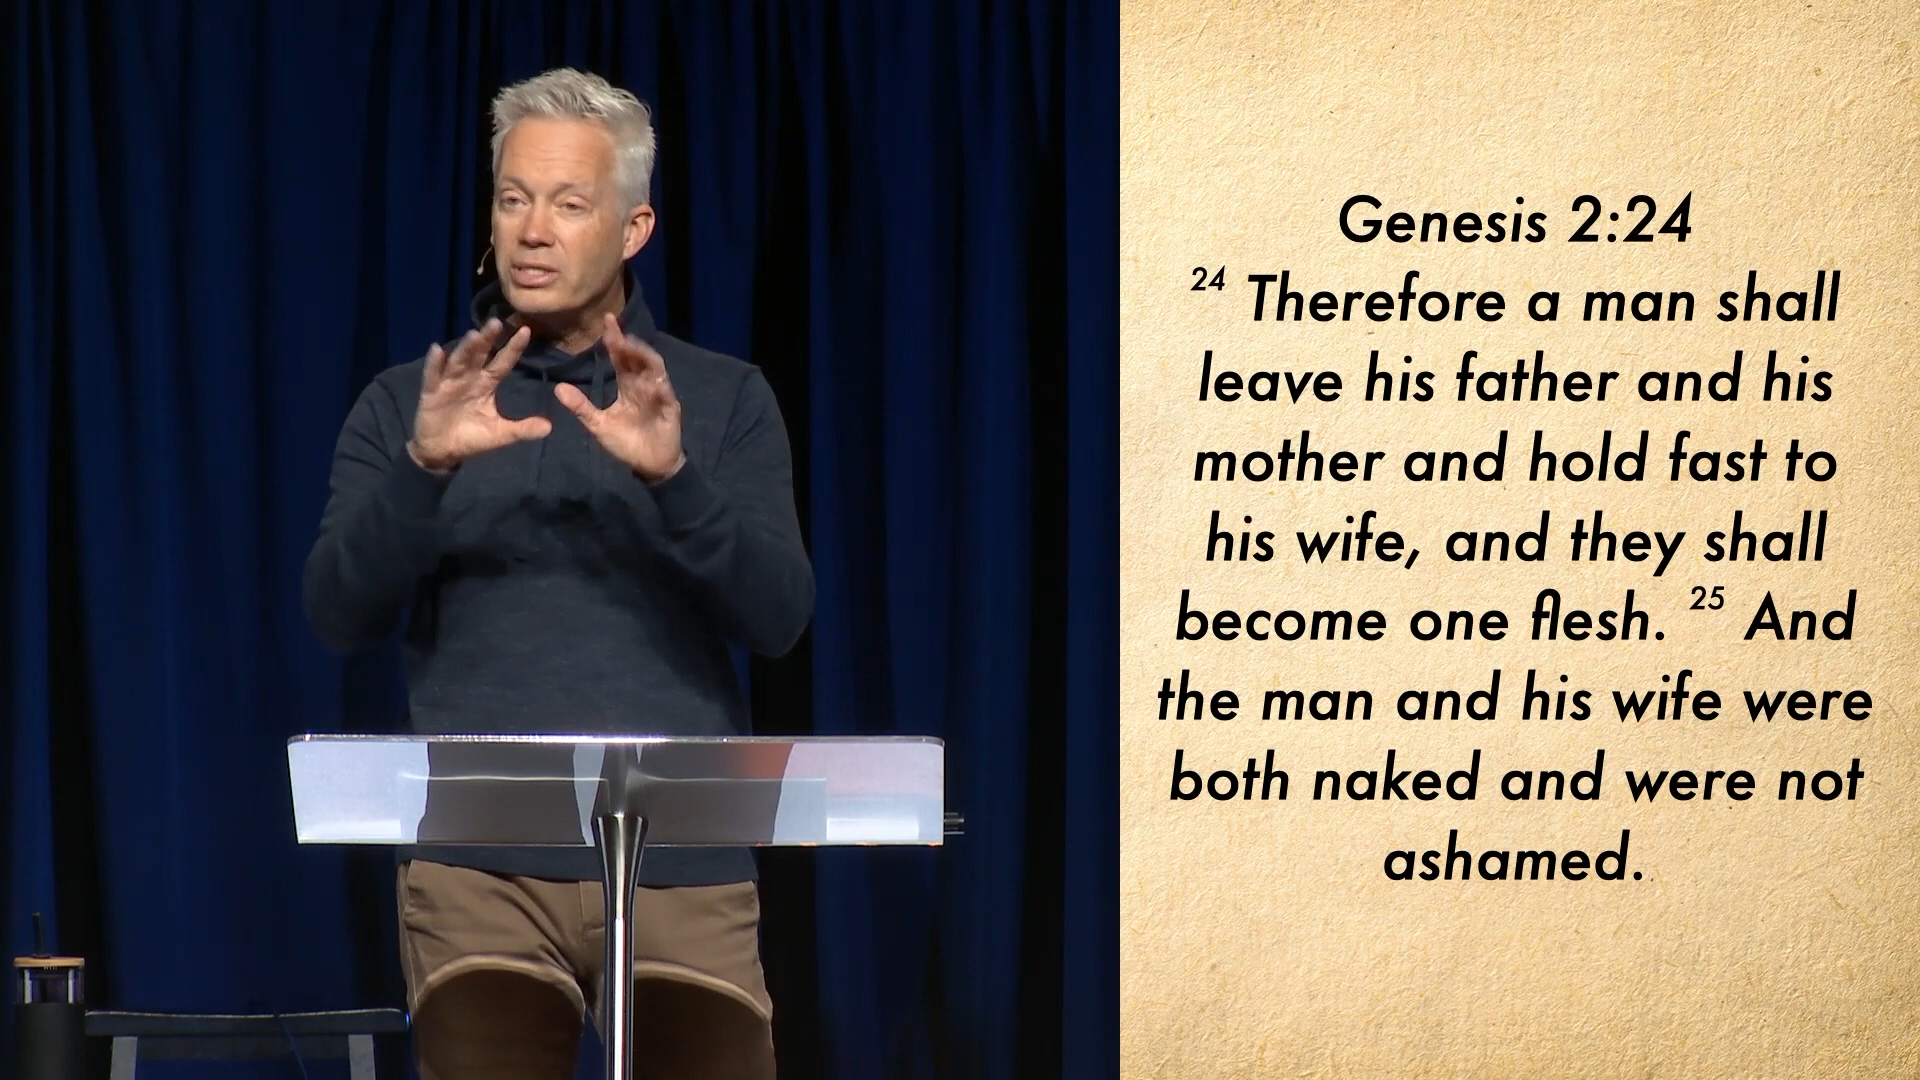 Genesis 2:24
24 Therefore a man shall
leave his father and his
mother and hold fast to
his wife, and they shall
become one flesh. 25 And
the man and his wife were
both naked and were not
ashamed.